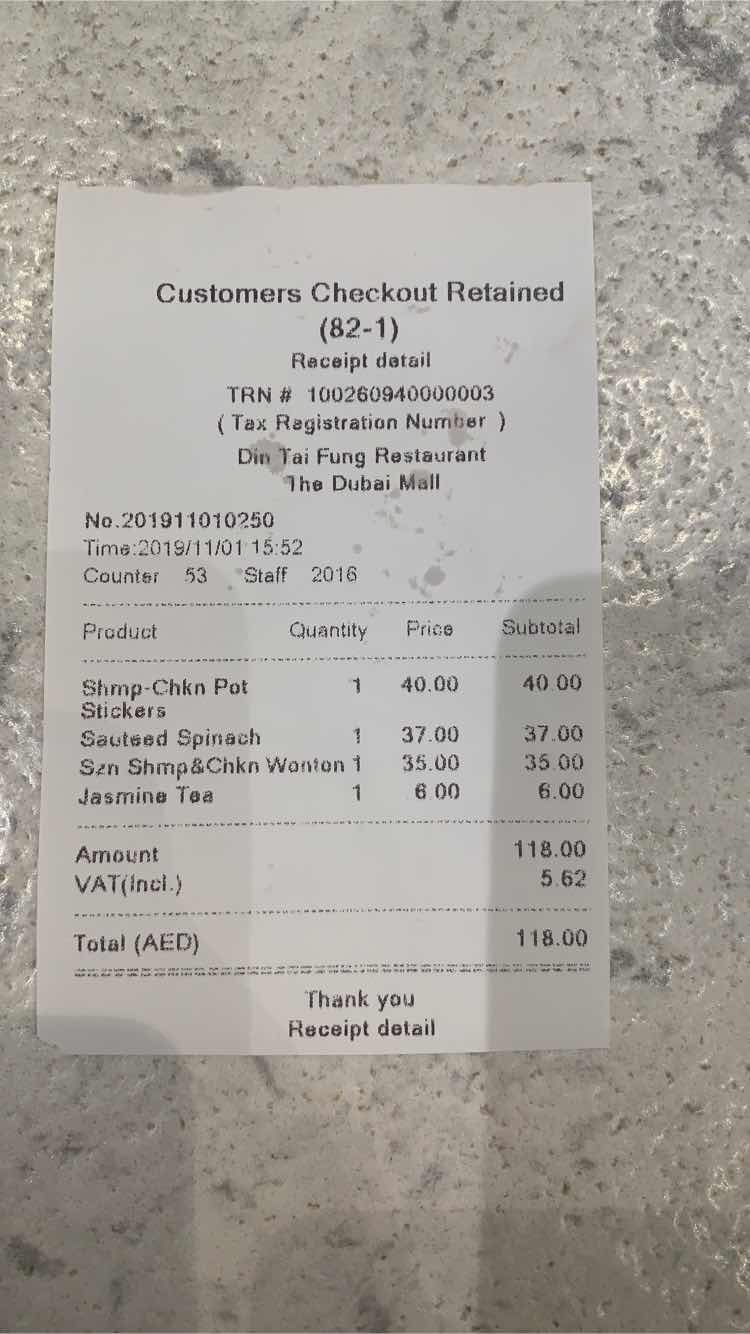 Customers Checkout Retained
(82-1)
Receipt detail
TRN # 100260940000003
( Tax Registration Number )
Din Tai Fung Restaurant
The Dubai Mall
No.201911010250
Time:2019/11/01 15:52
Counter 53 Staff 2016
Product Quantity Price Subtotal
Shmp-Chkn Pot 1 40.00 40.00
Stickers
Sauteed Spinach 1 37.00 37.00
Szn Shmp&Chkn Wonton 1 35.00 35.00
Jasmine Tea 1 6.00 6.00
Amount 118.00
VAT(Incl.) 5.62
Total (AED) 118.00
Thank you
Receipt detail